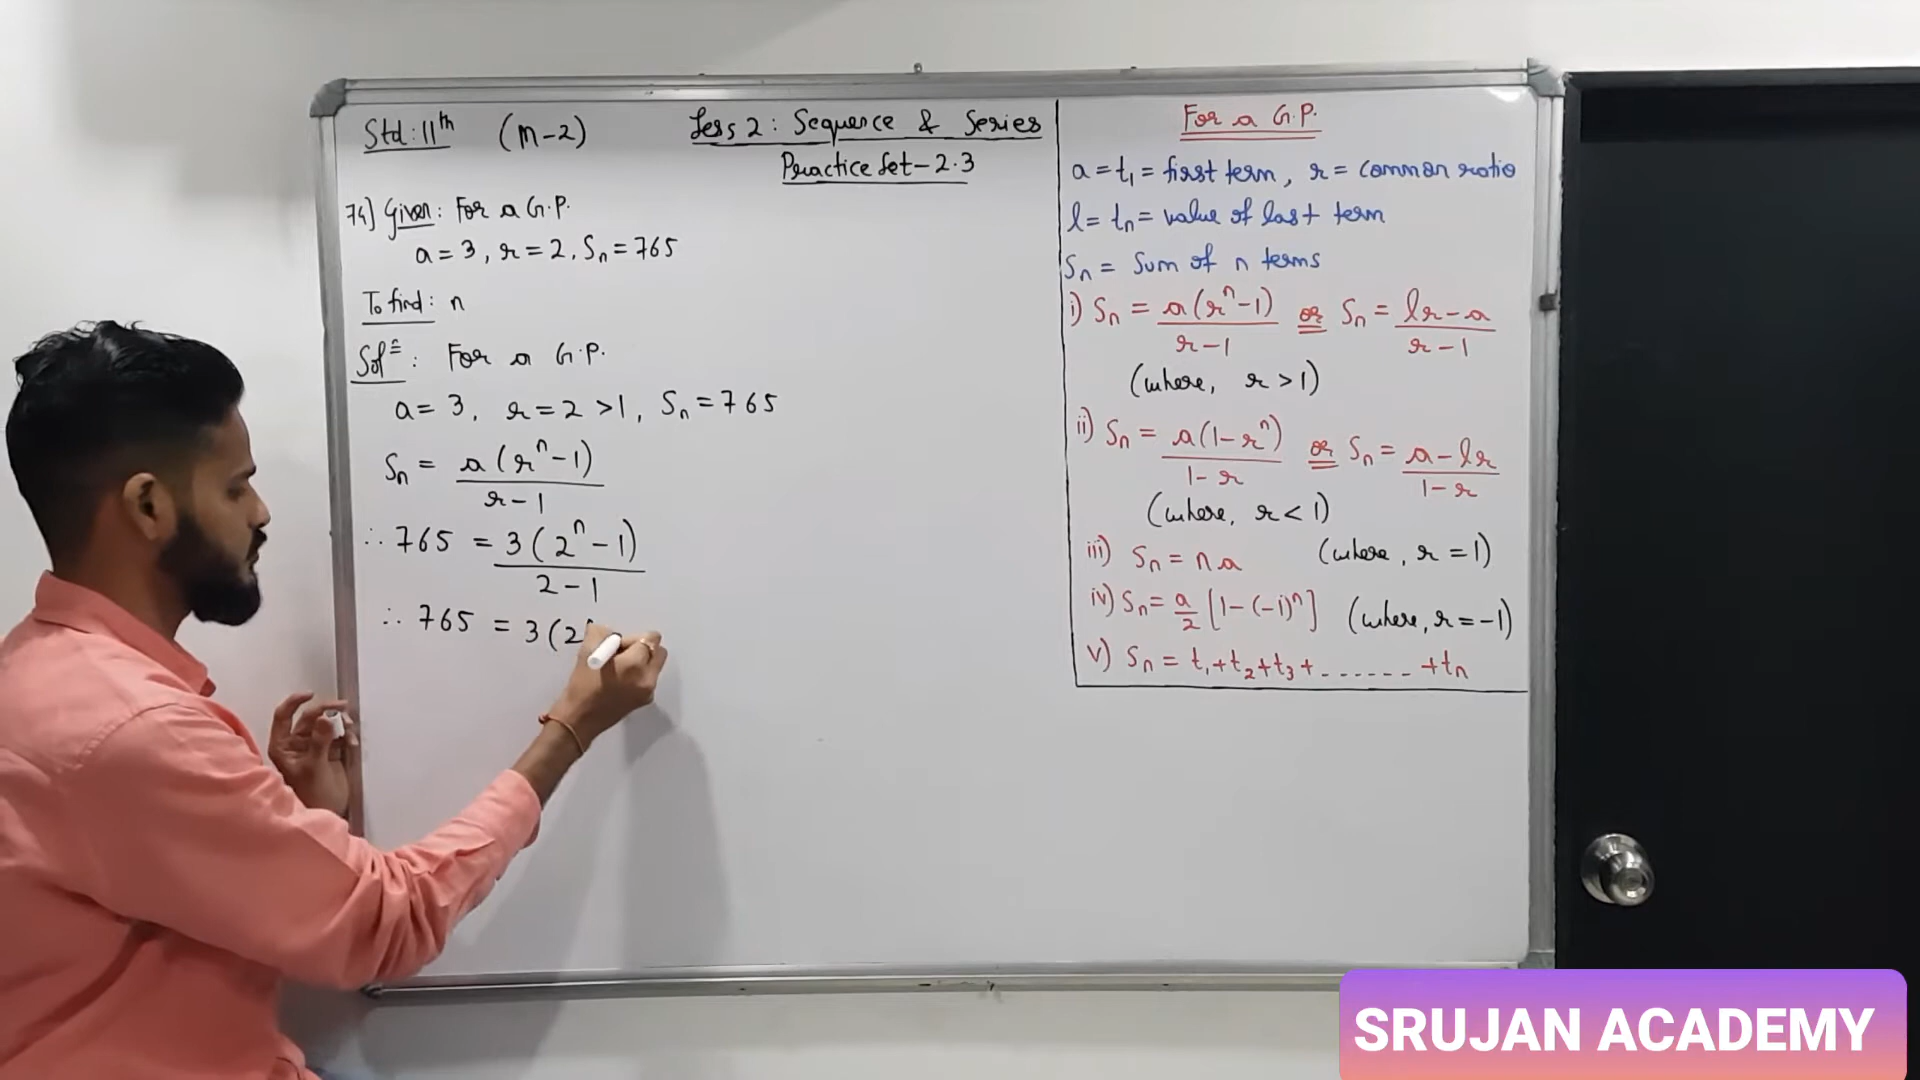 Std: 11th (M-2) Less 2: Sequence & Series
Practice Set-2.3
74] Given: For a G.P.
a = 3, r = 2, Sn = 765
To find: n
Solⁿ: For a G.P.
a = 3, r = 2 > 1, Sn = 765
Sn = a(rⁿ-1)
r-1
∴ 765 = 3(2ⁿ-1)
2-1
∴ 765 = 3(2
For a G.P.
a = t₁ = first term, r = common ratio
l = tn = value of last term
Sn = Sum of n terms
i) Sn = a(rⁿ-1) or Sn = lr-a
r-1 r-1
(where, r > 1)
ii) Sn = a(1-rⁿ) or Sn = a-lr
1-r 1-r
(where, r < 1)
iii) Sn = na (where, r = 1)
iv) Sn = a/2 [1-(-1)ⁿ] (where, r = -1)
v) Sn = t₁+t₂+t₃+ ------ +tn
SRUJAN ACADEMY